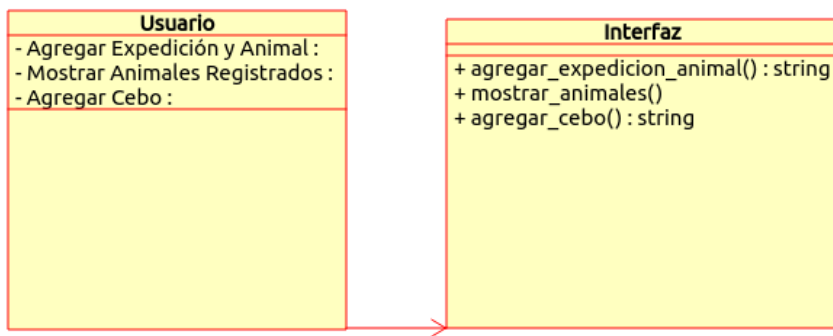 Usuario
- Agregar Expedición y Animal :
- Mostrar Animales Registrados :
- Agregar Cebo :
Interfaz
+ agregar_expedicion_animal() : string
+ mostrar_animales()
+ agregar_cebo() : string